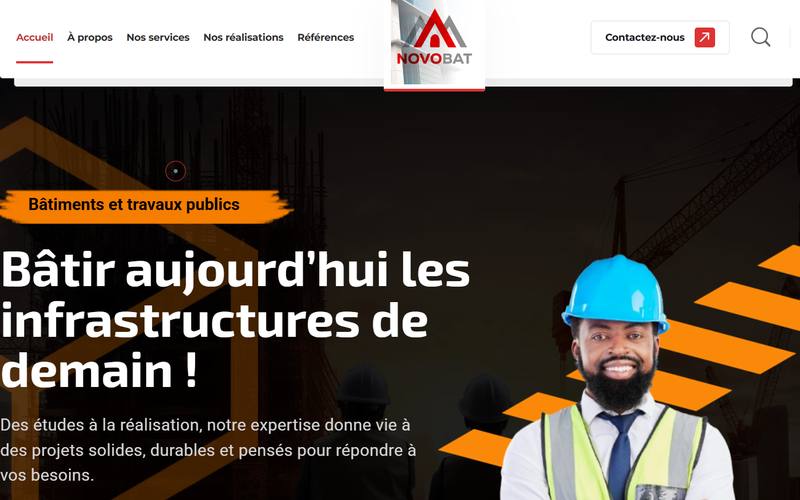 Accueil
À propos
Nos services
Nos réalisations
Références
NOVOBAT
Contactez-nous
Bâtiments et travaux publics
Bâtir aujourd’hui les
infrastructures de
demain !
Des études à la réalisation, notre expertise donne vie à
des projets solides, durables et pensés pour répondre à
vos besoins.